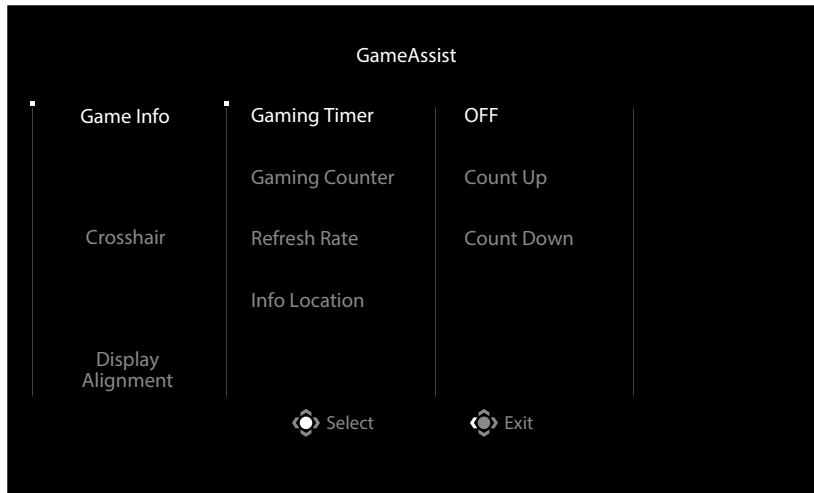 GameAssist
Game Info
Gaming Timer
OFF
Gaming Counter
Count Up
Crosshair
Refresh Rate
Count Down
Info Location
Display
Alignment
Select
Exit